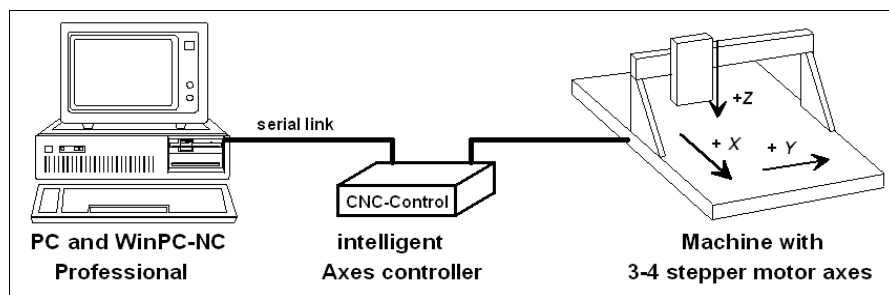 serial link
CNC-Control
+Z
+ X
+ Y
PC and WinPC-NC
Professional
intelligent
Axes controller
Machine with
3-4 stepper motor axes